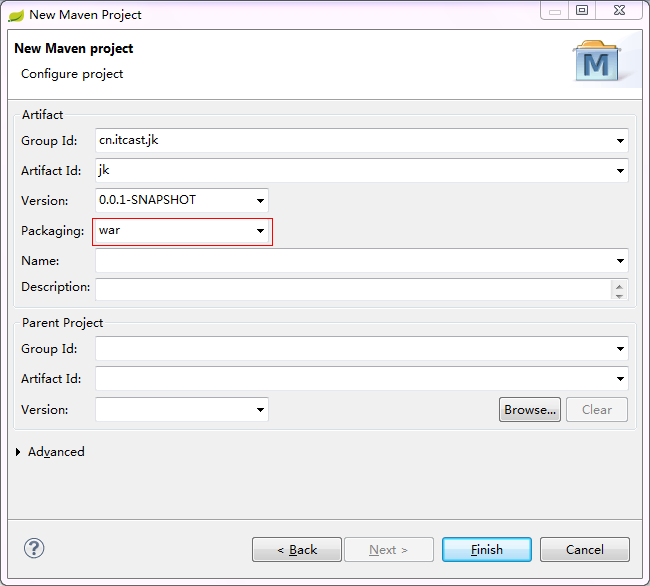 New Maven Project
New Maven project
Configure project
M
Artifact
Group Id: cn.itcast.jk
Artifact Id: jk
Version: 0.0.1-SNAPSHOT
Packaging: war
Name:
Description:
Parent Project
Group Id:
Artifact Id:
Version: Browse... Clear
Advanced
? < Back Next > Finish Cancel